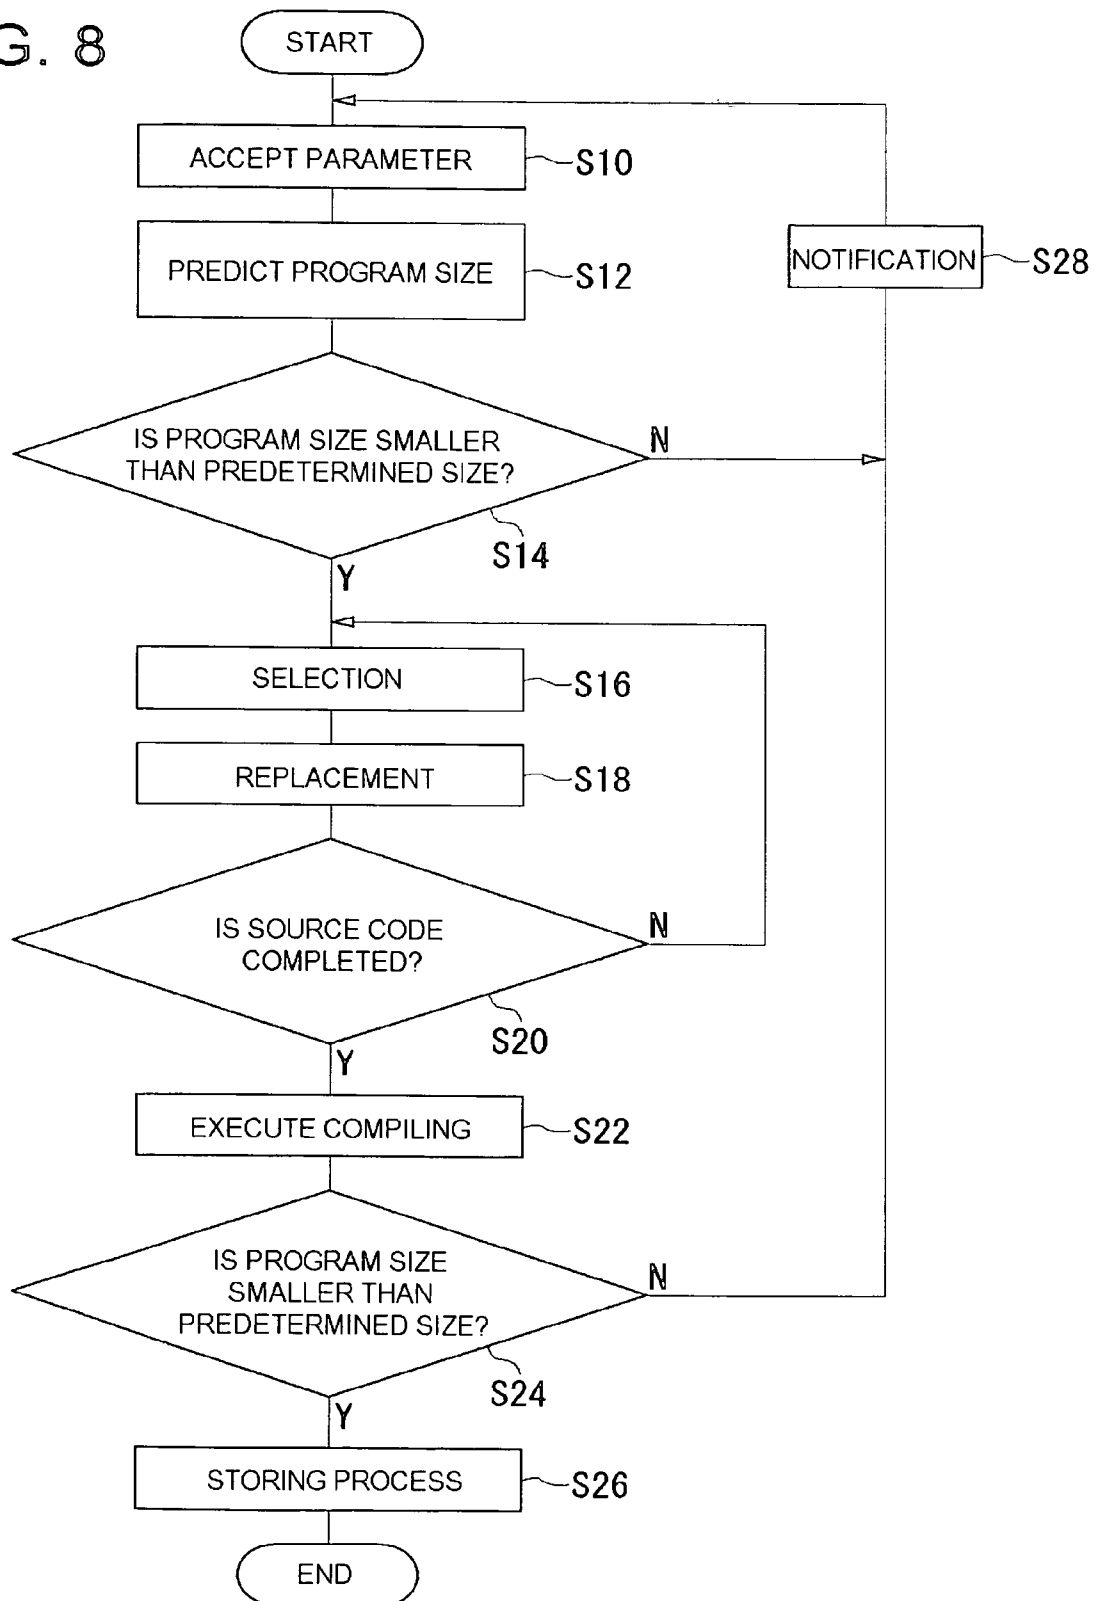 G. 8
START
ACCEPT PARAMETER
S10
PREDICT PROGRAM SIZE
S12
NOTIFICATION
S28
IS PROGRAM SIZE SMALLER
THAN PREDETERMINED SIZE?
N
S14
Y
SELECTION
S16
REPLACEMENT
S18
IS SOURCE CODE
COMPLETED?
N
S20
Y
EXECUTE COMPILING
S22
IS PROGRAM SIZE
SMALLER THAN
PREDETERMINED SIZE?
N
S24
Y
STORING PROCESS
S26
END